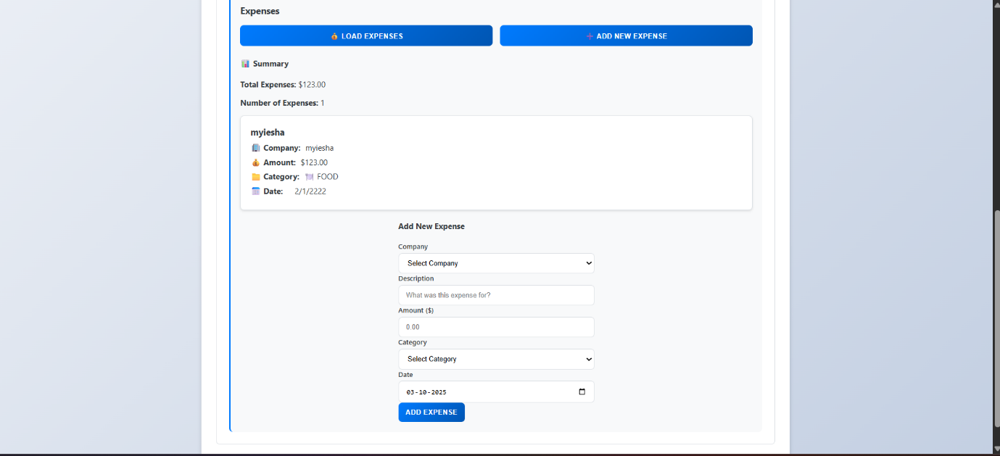 Expenses
LOAD EXPENSES
ADD NEW EXPENSE
Summary
Total Expenses: $123.00
Number of Expenses: 1
myiesha
Company: myiesha
Amount: $123.00
Category: FOOD
Date: 2/1/2222
Add New Expense
Company
Select Company
Description
What was this expense for?
Amount ($)
0.00
Category
Select Category
Date
03-10-2025
ADD EXPENSE